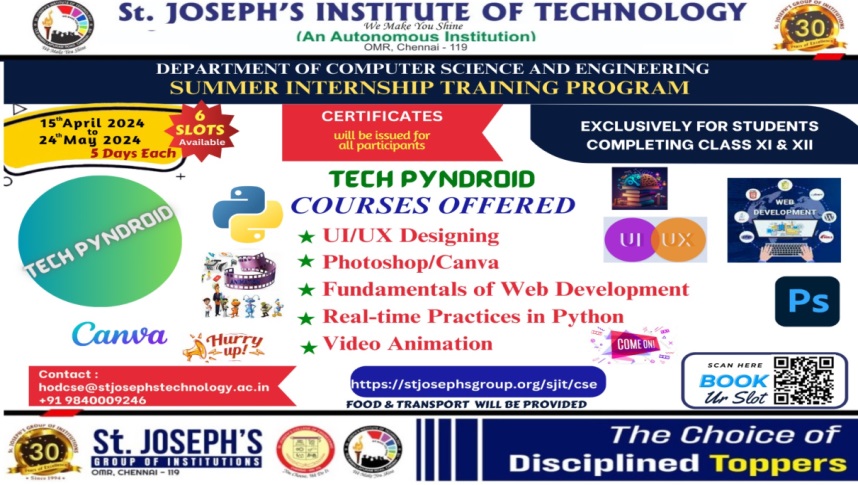 St. JOSEPH'S INSTITUTE OF TECHNOLOGY
We Make You Shine
(An Autonomous Institution)
OMR, Chennai - 119
30
DEPARTMENT OF COMPUTER SCIENCE AND ENGINEERING
SUMMER INTERNSHIP TRAINING PROGRAM
15th April 2024
to
24th May 2024
5 Days Each
6
SLOTS
Available
CERTIFICATES
will be issued for
all participants
EXCLUSIVELY FOR STUDENTS
COMPLETING CLASS XI & XII
TECH PYNDROID
TECH PYNDROID
COURSES OFFERED
UI/UX Designing
Photoshop/Canva
Fundamentals of Web Development
Real-time Practices in Python
Video Animation
UI UX
WEB
DEVELOPMENT
Ps
Canva
Hurry
up!
COME ON!
Contact :
hodcse@stjosephstechnology.ac.in
+91 9840009246
https://stjosephsgroup.org/sjit/cse
FOOD & TRANSPORT WILL BE PROVIDED
SCAN HERE
BOOK
Ur Slot
30
Since 1994
St. JOSEPH'S
GROUP OF INSTITUTIONS
OMR, CHENNAI - 119
The Choice of
Disciplined Toppers